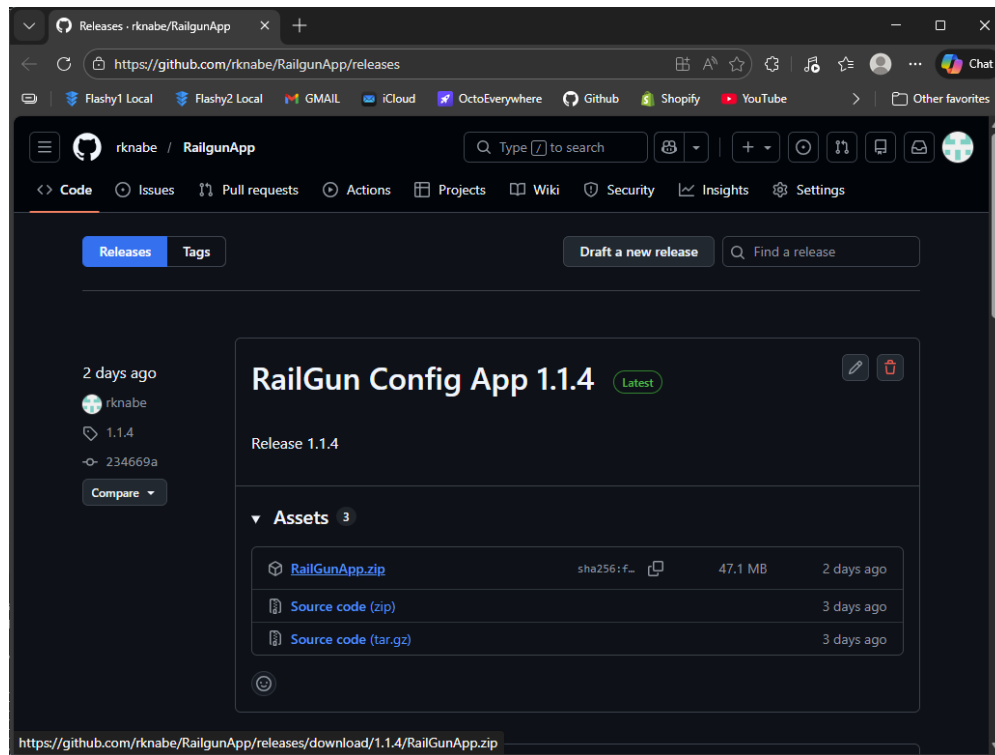 Releases · rknabe/RailgunApp
https://github.com/rknabe/RailgunApp/releases
Chat
Flashy1 Local Flashy2 Local GMAIL iCloud OctoEverywhere Github Shopify YouTube Other favorites
rknabe / RailgunApp
Type / to search
Code Issues Pull requests Actions Projects Wiki Security Insights Settings
Releases Tags Draft a new release Find a release
2 days ago
rknabe
1.1.4
234669a
Compare
RailGun Config App 1.1.4 Latest
Release 1.1.4
Assets 3
RailGunApp.zip sha256:f… 47.1 MB 2 days ago
Source code (zip) 3 days ago
Source code (tar.gz) 3 days ago
https://github.com/rknabe/RailgunApp/releases/download/1.1.4/RailGunApp.zip